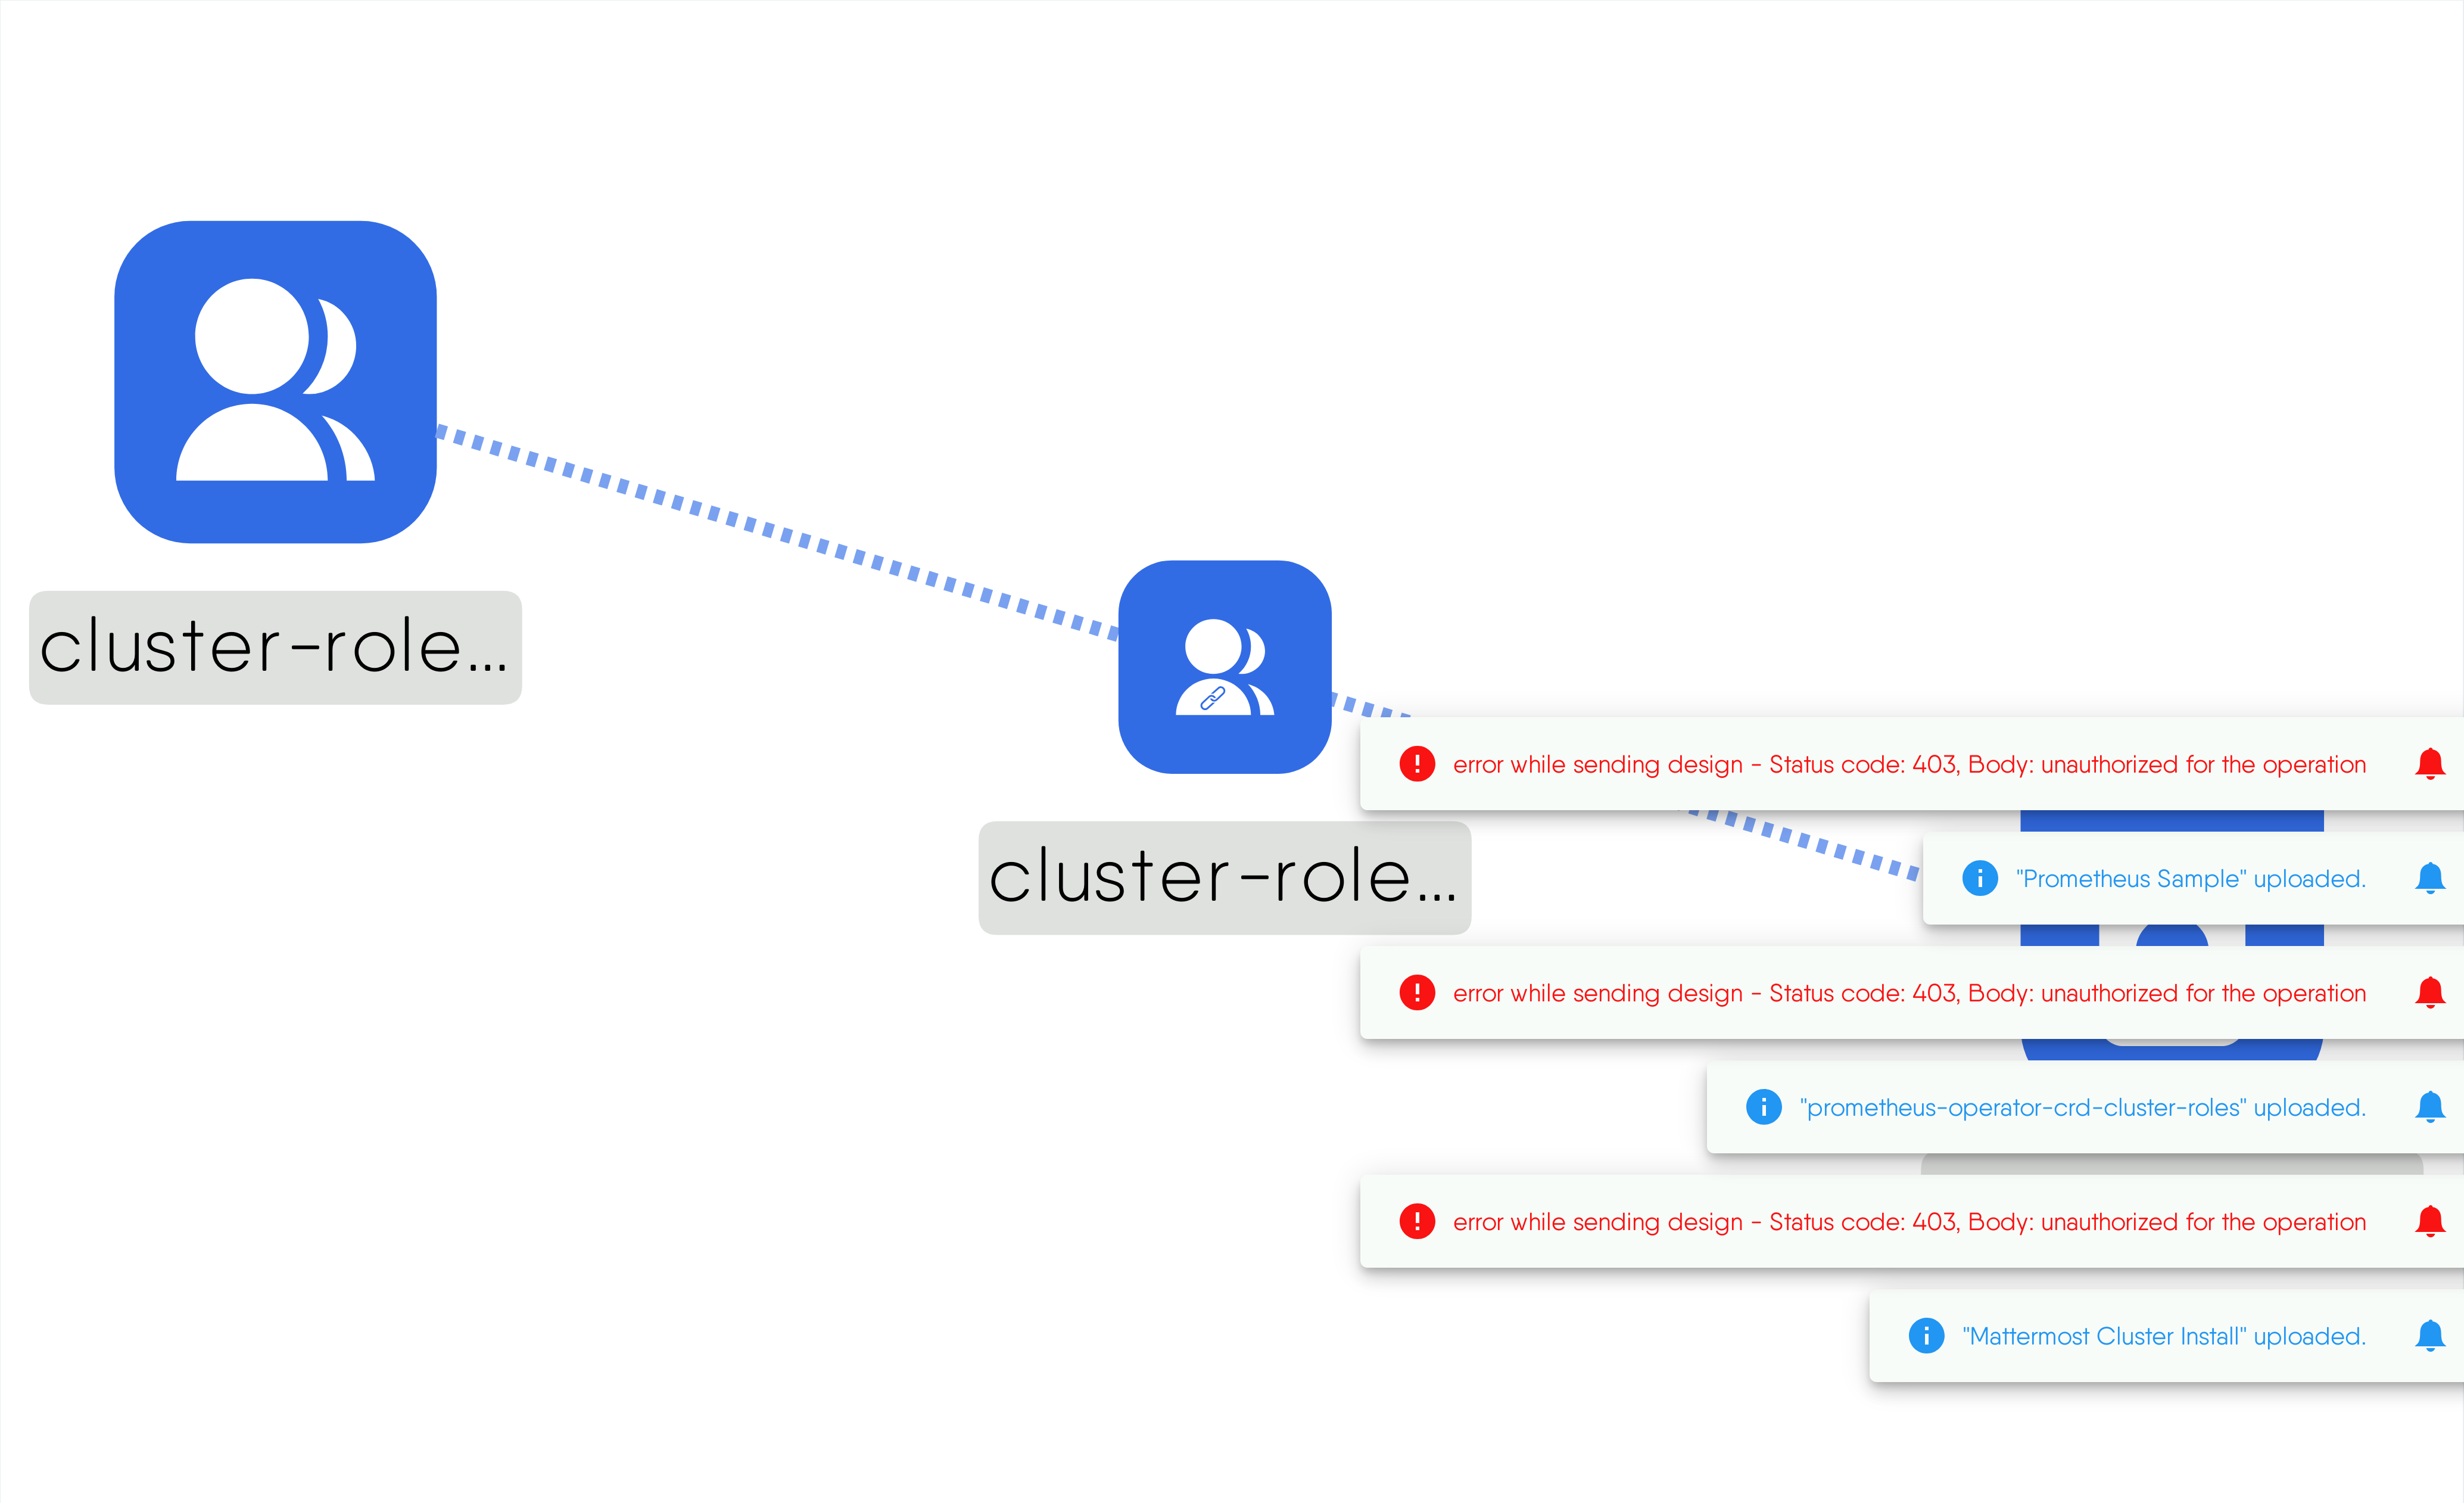 cluster-role...
cluster-role...
error while sending design - Status code: 403, Body: unauthorized for the operation
"Prometheus Sample" uploaded.
error while sending design - Status code: 403, Body: unauthorized for the operation
"prometheus-operator-crd-cluster-roles" uploaded.
error while sending design - Status code: 403, Body: unauthorized for the operation
"Mattermost Cluster Install" uploaded.